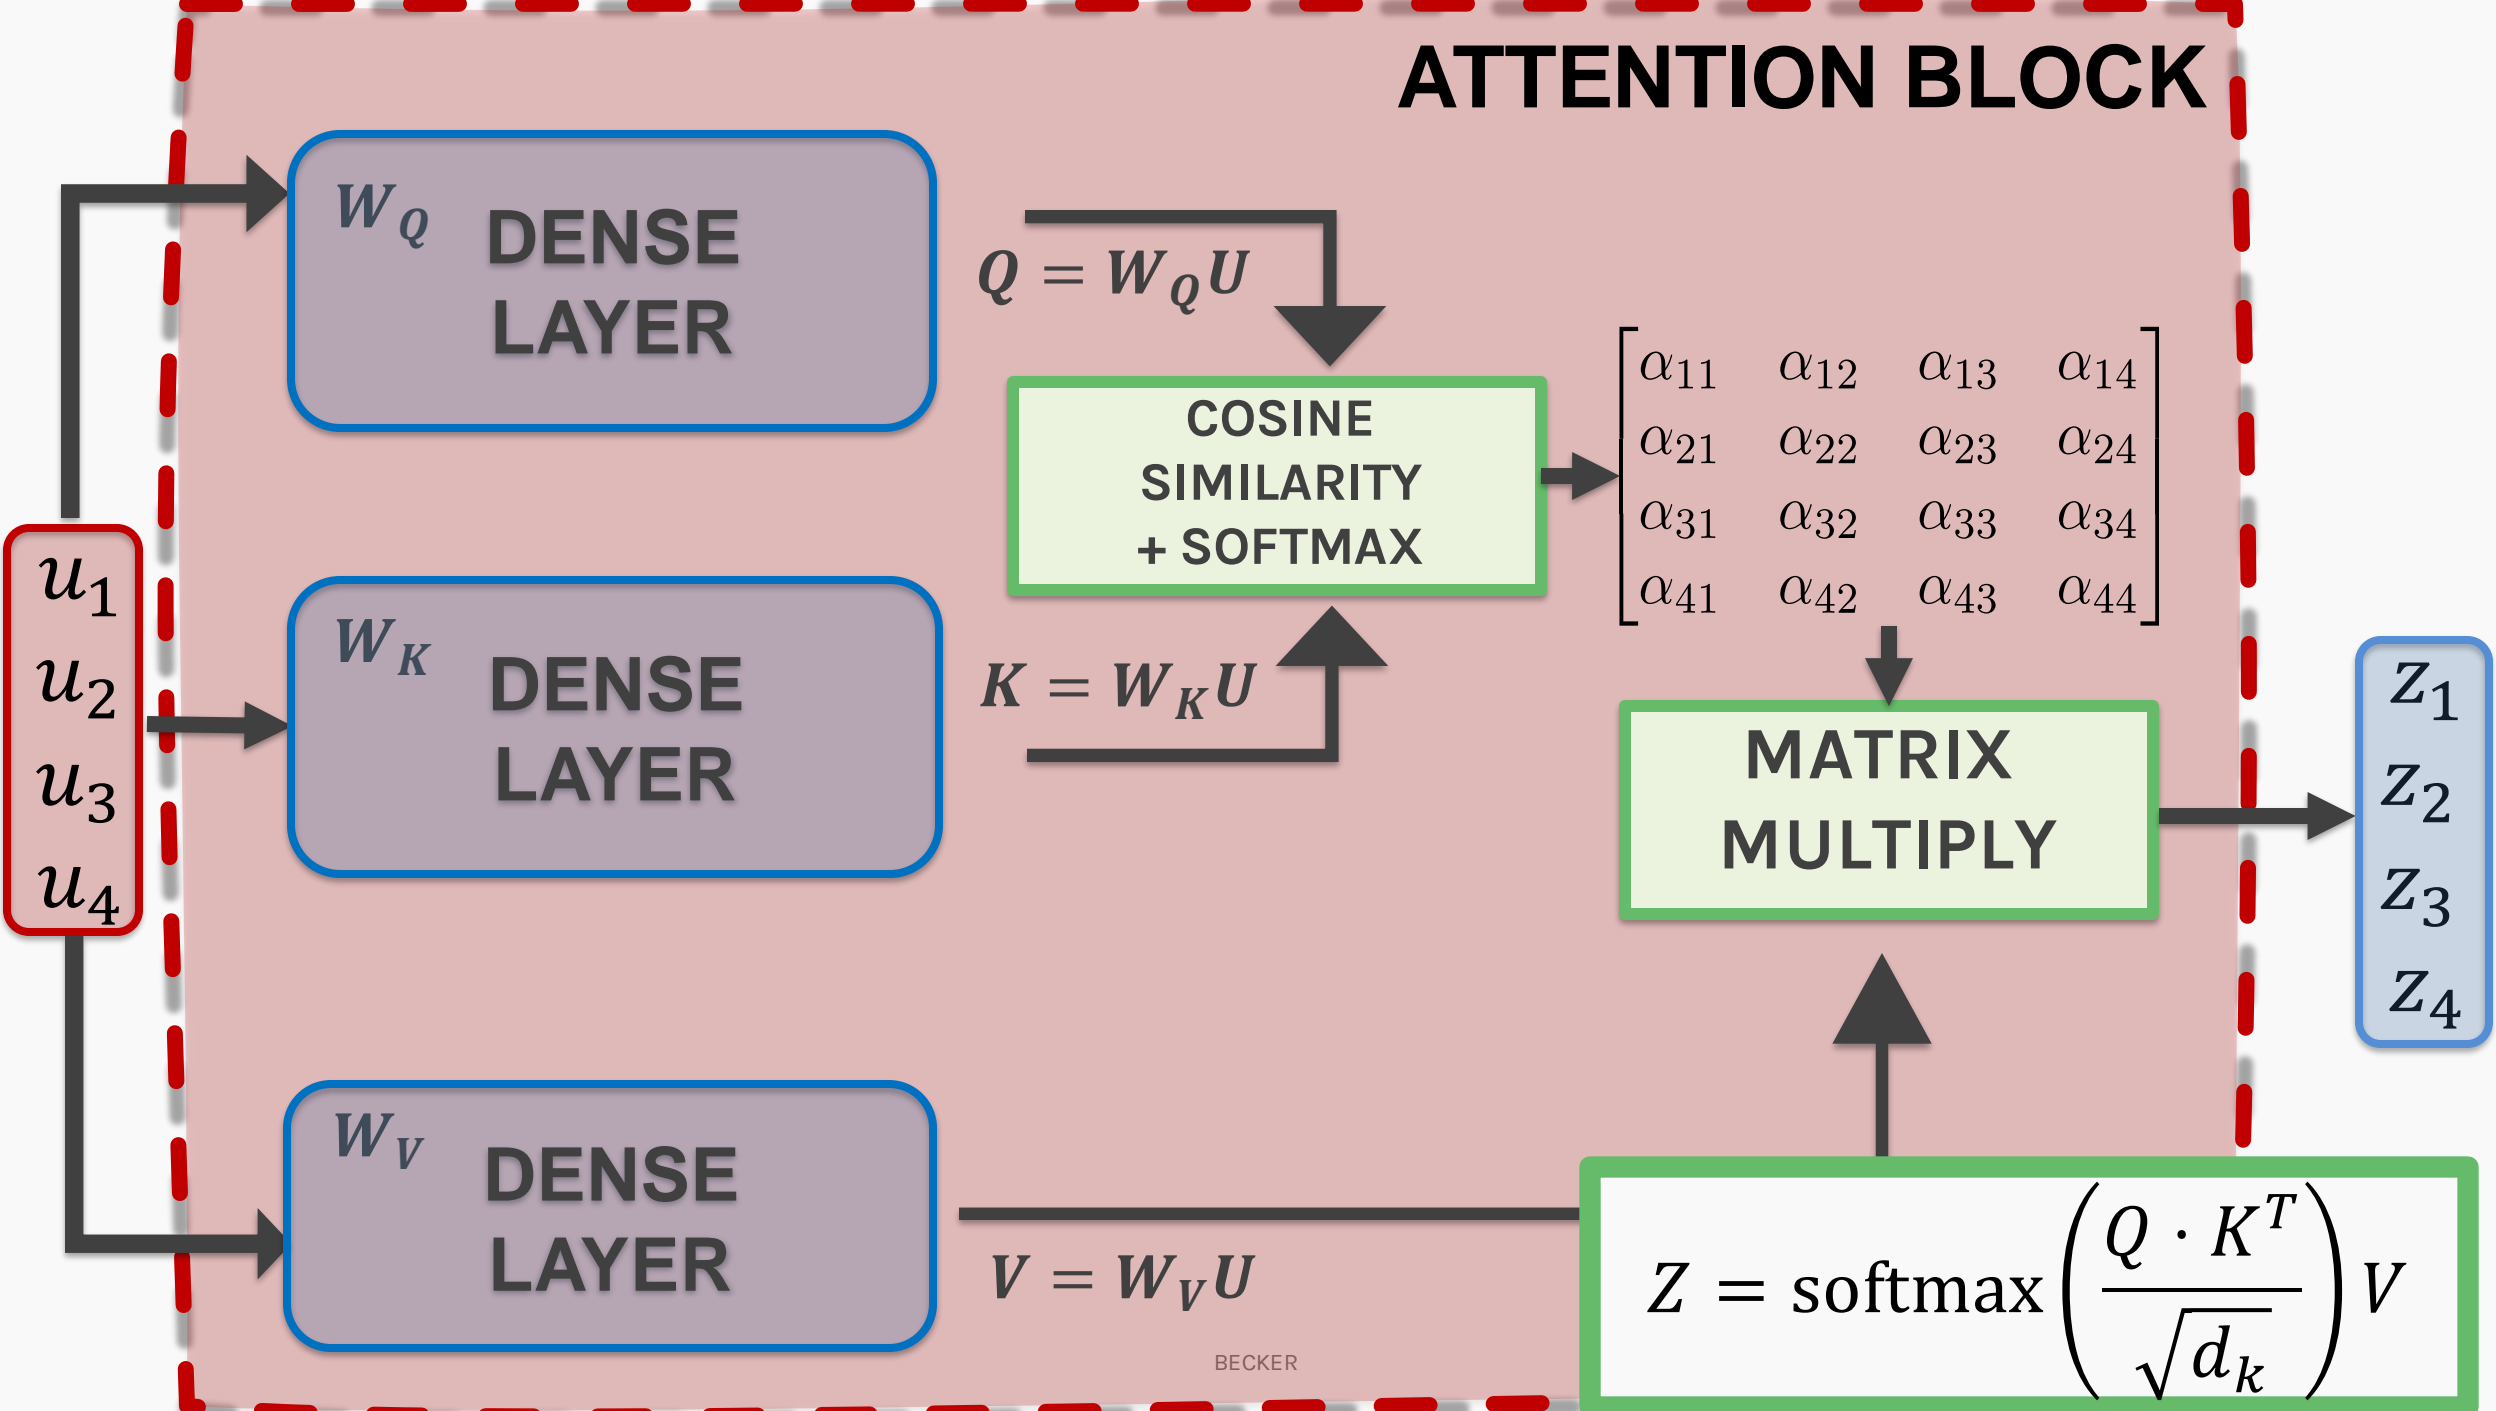 ATTENTION BLOCK
W_Q
DENSE
LAYER
Q = W_Q U
COSINE
SIMILARITY
+ SOFTMAX
α11 α12 α13 α14
α21 α22 α23 α24
α31 α32 α33 α34
α41 α42 α43 α44
u1
u2
u3
u4
W_K
DENSE
LAYER
K = W_K U
MATRIX
MULTIPLY
z1
z2
z3
z4
W_V
DENSE
LAYER
V = W_V U
Z = softmax(Q · K^T / √d_k) V
BECKER